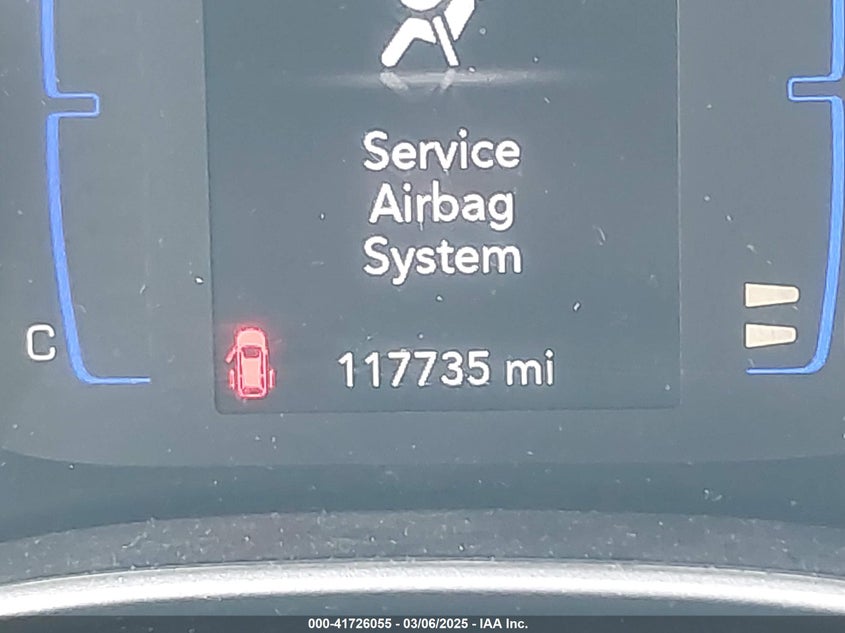 Service
Airbag
System
C
117735 mi
000-41726055 - 03/06/2025 - IAA Inc.